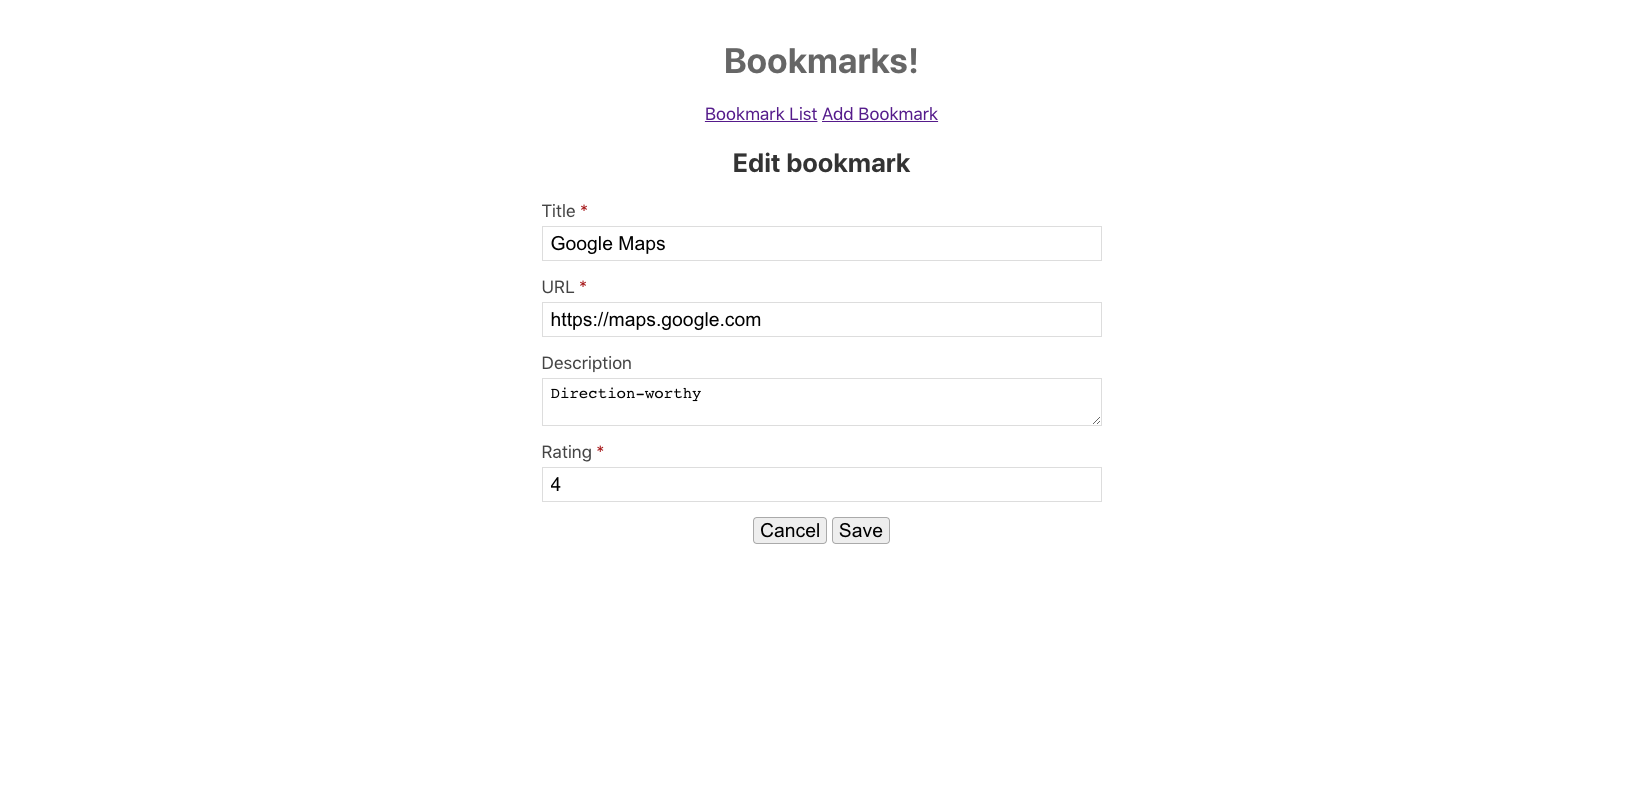 Bookmarks!
Bookmark List Add Bookmark
Edit bookmark
Title *
Google Maps
URL *
https://maps.google.com
Description
Direction-worthy
Rating *
4
Cancel Save